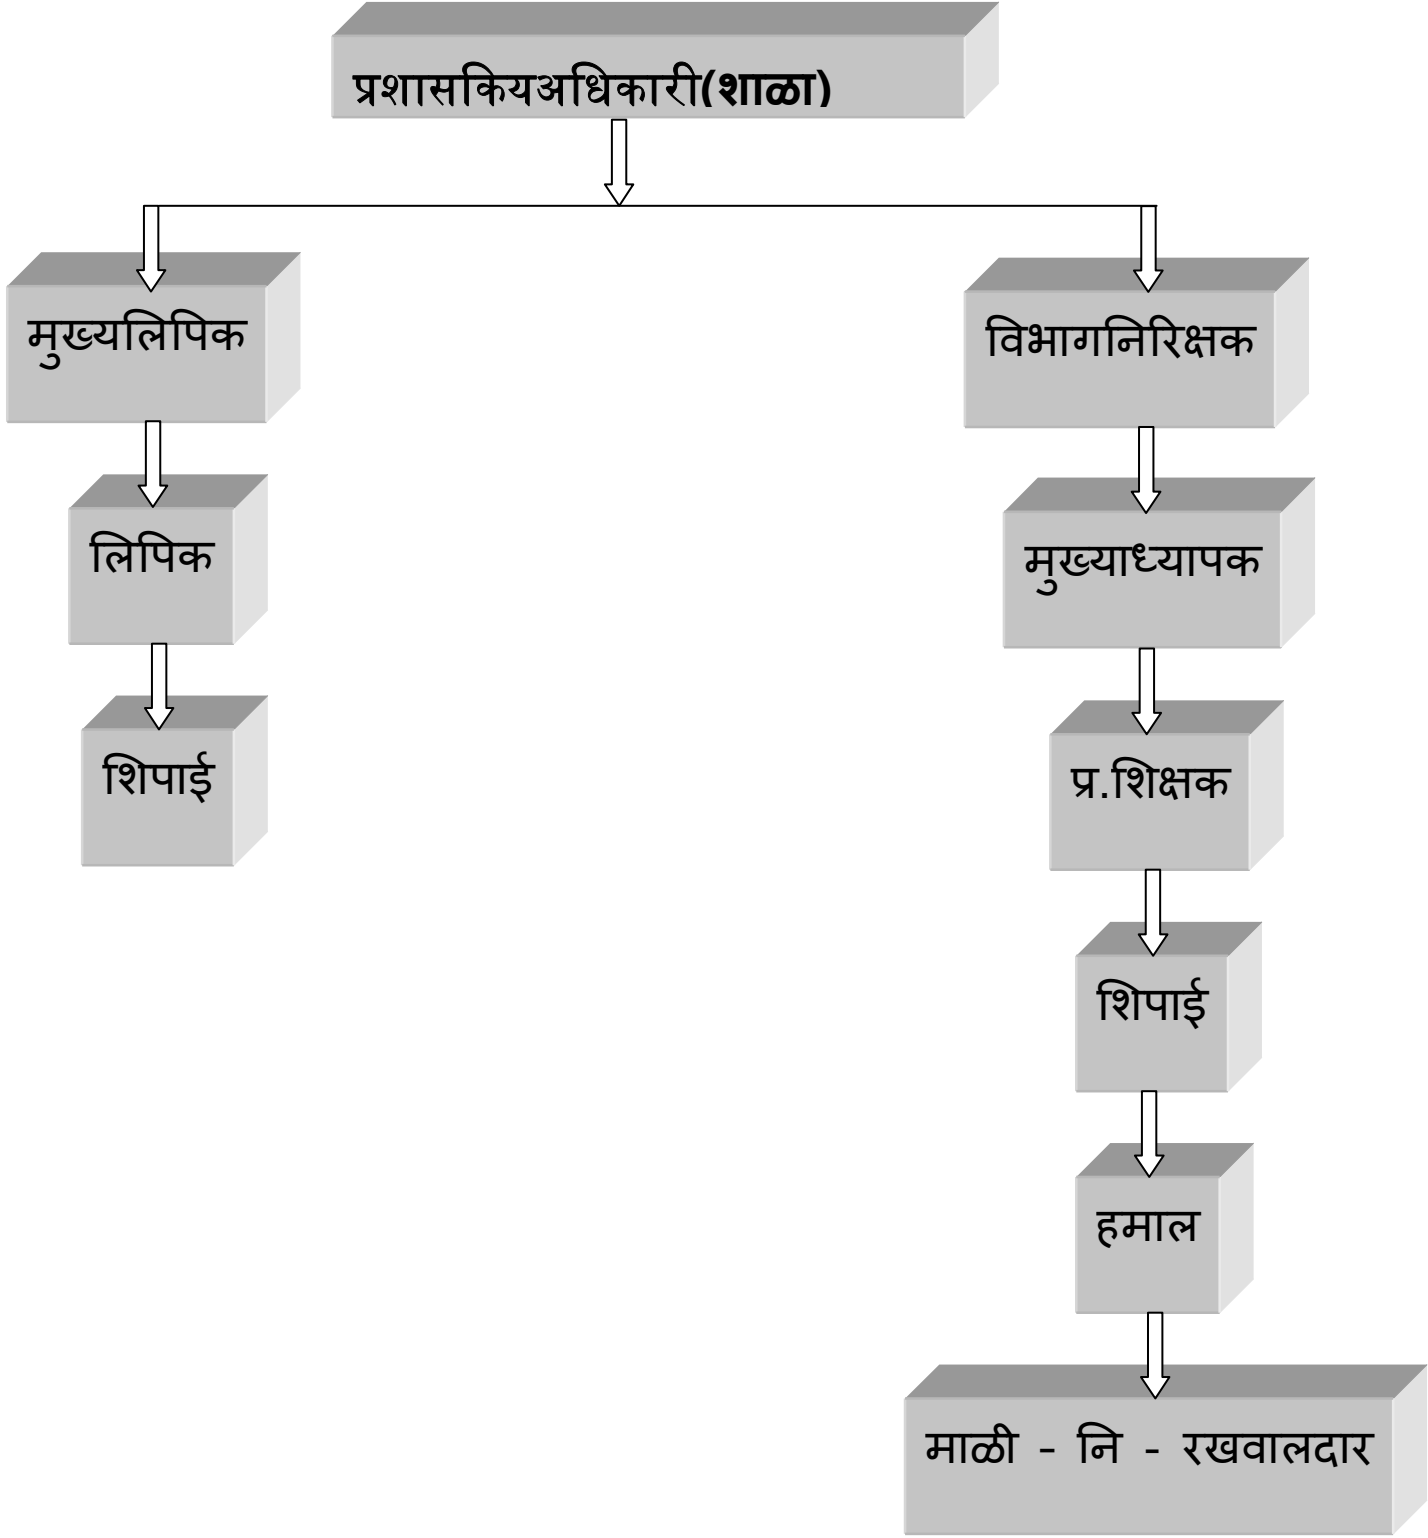 प्रशासकियअधिकारी(शाळा)
मुख्यलिपिक
विभागनिरिक्षक
लिपिक
मुख्याध्यापक
शिपाई
प्र.शिक्षक
शिपाई
हमाल
माळी - नि - रखवालदार